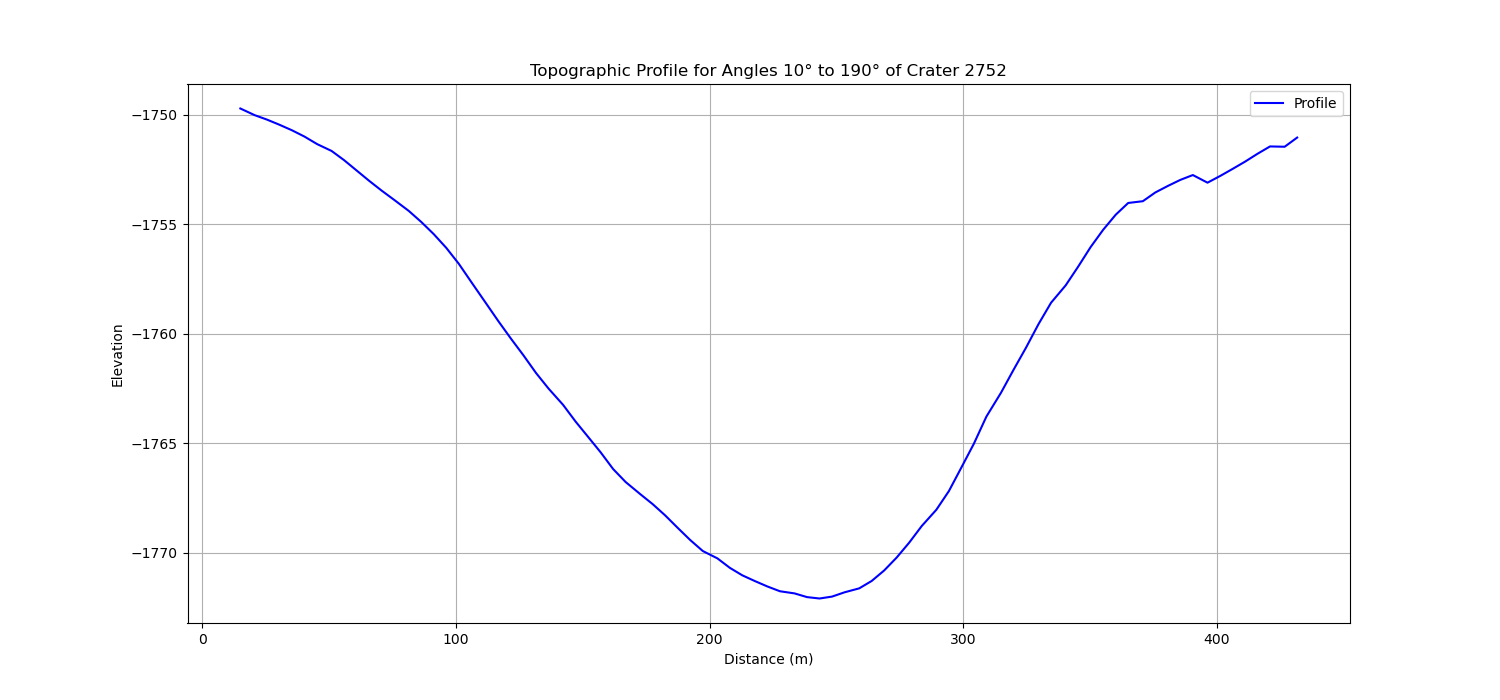 Topographic Profile for Angles 10° to 190° of Crater 2752
Profile
−1750
−1755
−1760
−1765
−1770
Elevation
0 100 200 300 400
Distance (m)